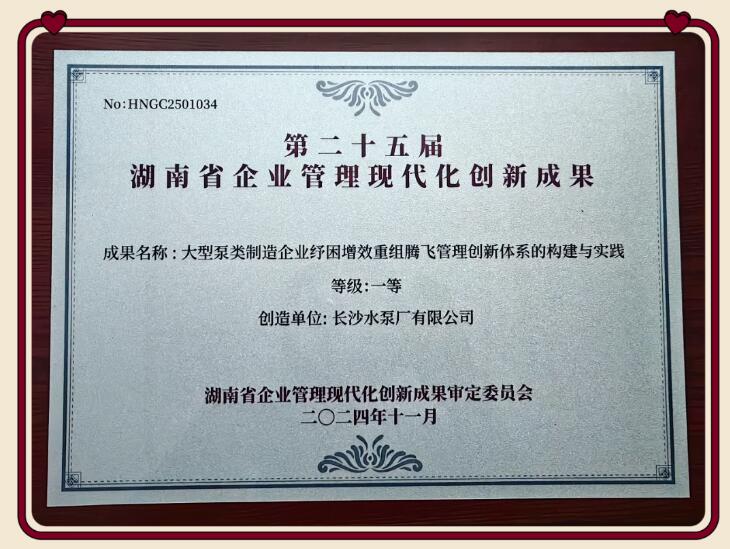 No:HNGC2501034
第二十五届
湖南省企业管理现代化创新成果
成果名称:大型泵类制造企业纾困增效重组腾飞管理创新体系的构建与实践
等级:一等
创造单位:长沙水泵厂有限公司
湖南省企业管理现代化创新成果审定委员会
二〇二四年十一月